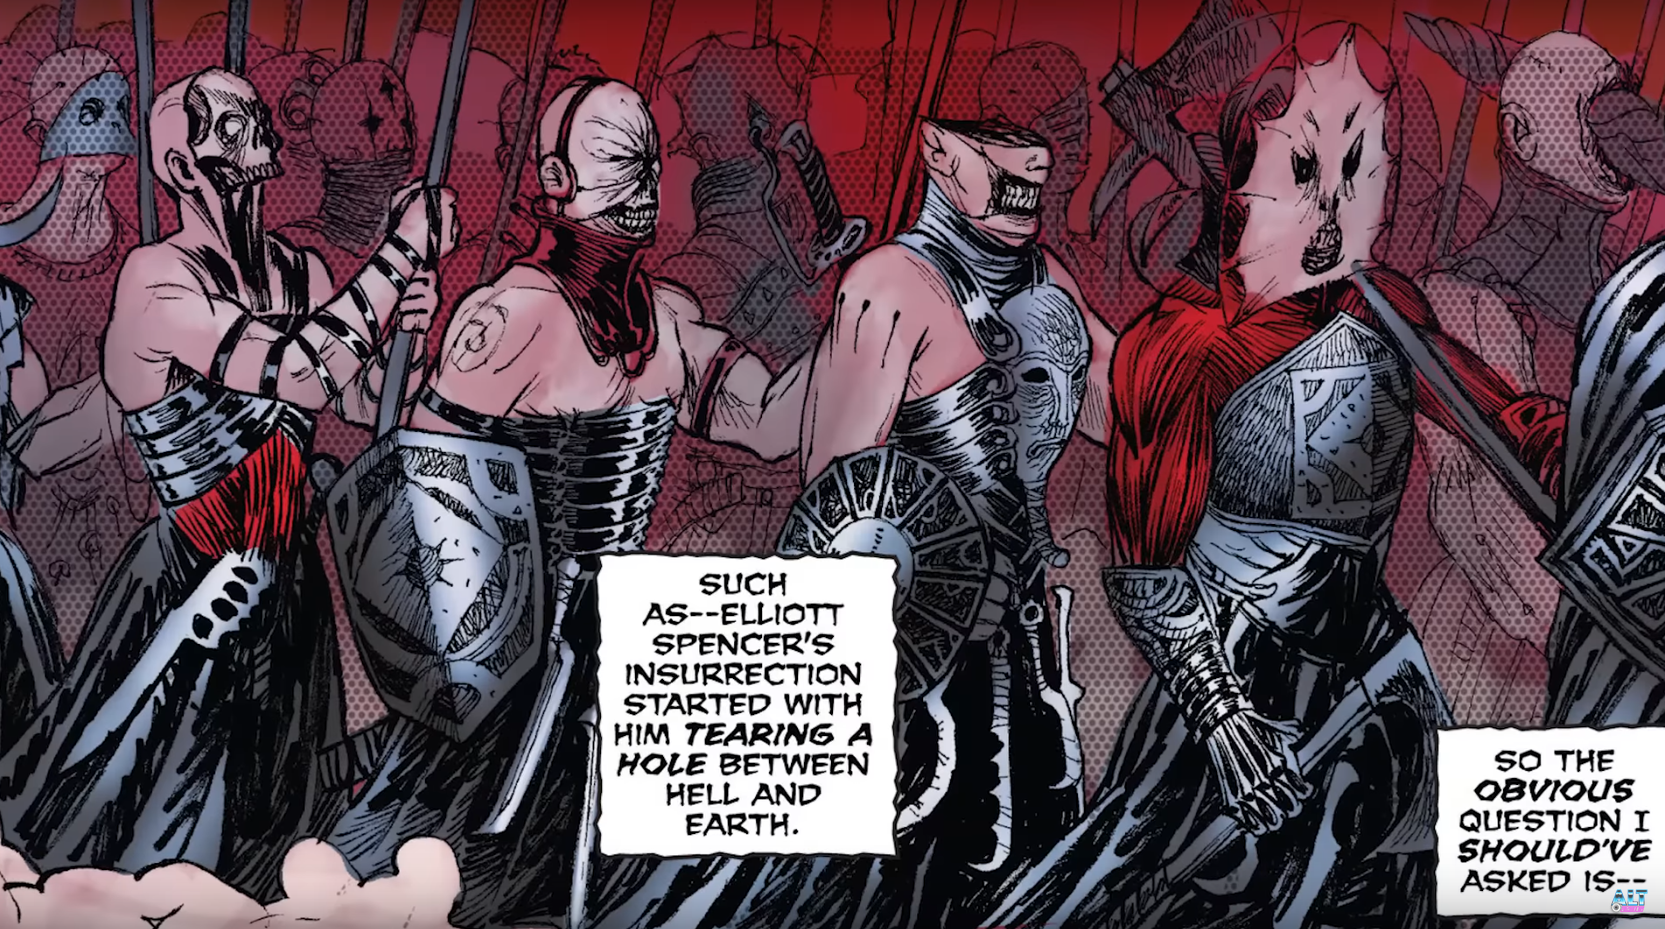 SUCH
AS--ELLIOTT
SPENCER'S
INSURRECTION
STARTED WITH
HIM TEARING A
HOLE BETWEEN
HELL AND
EARTH.
SO THE
OBVIOUS
QUESTION I
SHOULD'VE
ASKED IS--
ALT